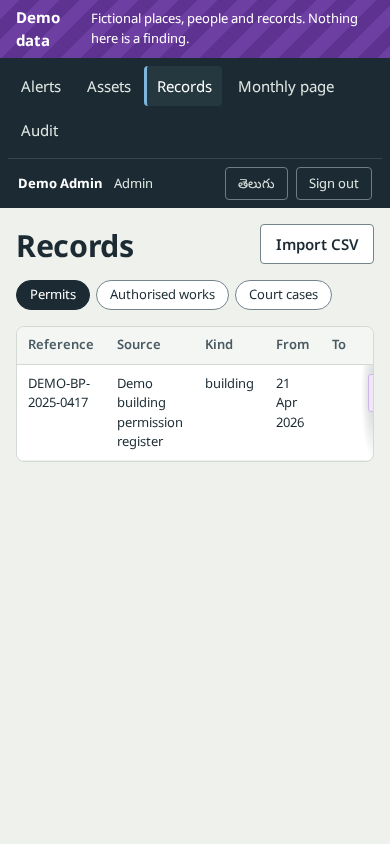 Demo data
Fictional places, people and records. Nothing here is a finding.
Alerts Assets Records Monthly page
Audit
Demo Admin Admin తెలుగు Sign out
Records Import CSV
Permits Authorised works Court cases
Reference Source Kind From To
DEMO-BP-2025-0417 Demo building permission register building 21 Apr 2026